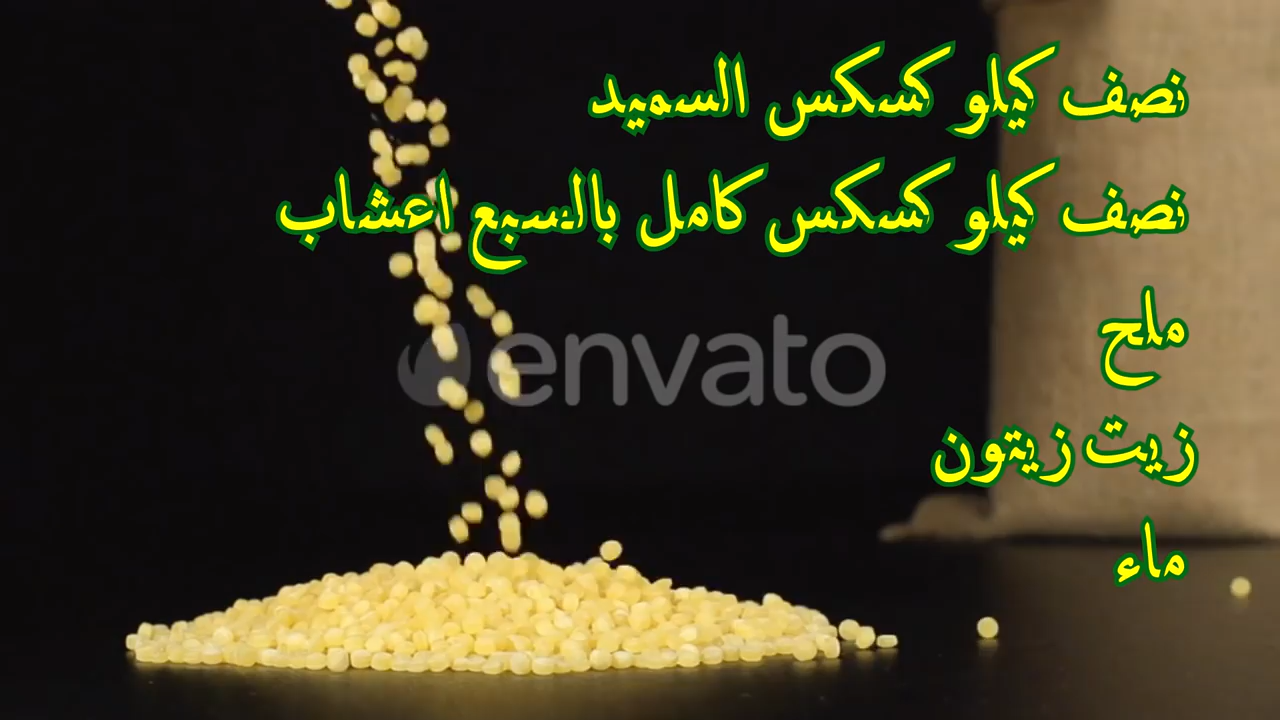 نصف كيلو كسكس السميد
نصف كيلو كسكس كامل بالسبع اعشاب
envato
ملح
زيت زيتون
ماء